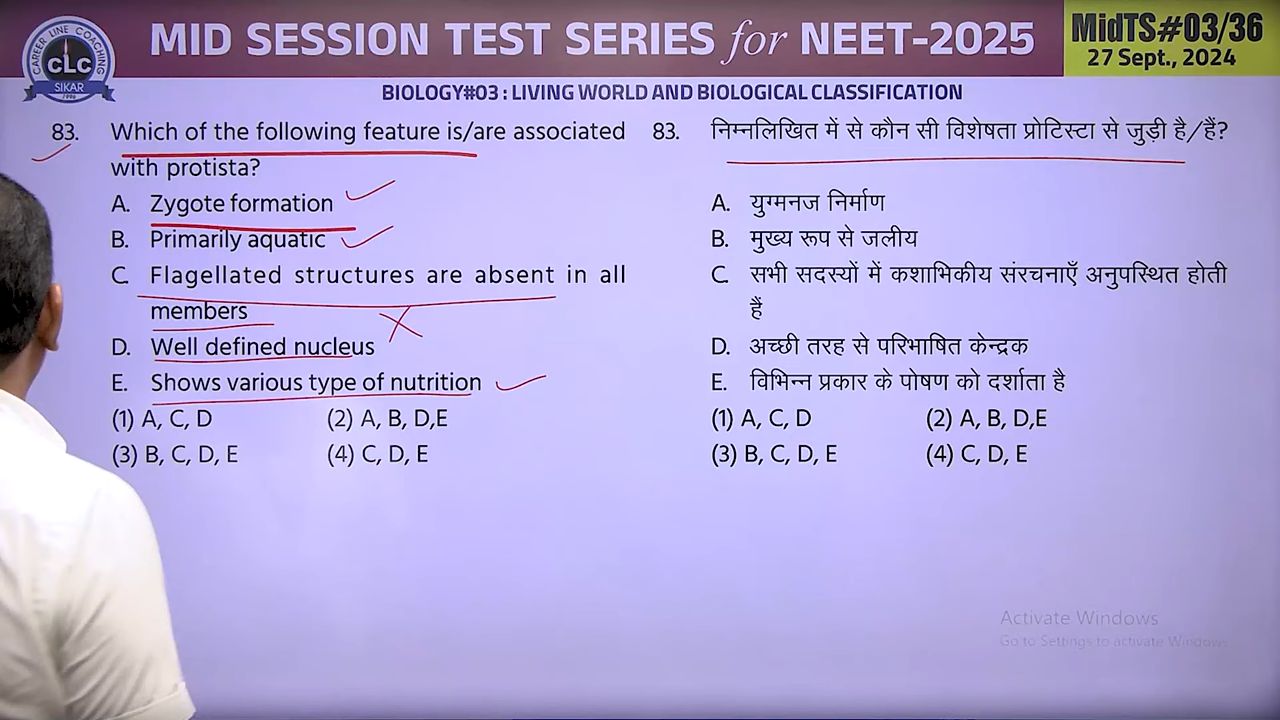 MID SESSION TEST SERIES for NEET-2025
MidTS#03/36
27 Sept., 2024
CAREER LINE COACHING
CLC
SIKAR
BIOLOGY#03 : LIVING WORLD AND BIOLOGICAL CLASSIFICATION
83. Which of the following feature is/are associated
with protista?
A. Zygote formation
B. Primarily aquatic
C. Flagellated structures are absent in all
members
D. Well defined nucleus
E. Shows various type of nutrition
(1) A, C, D (2) A, B, D,E
(3) B, C, D, E (4) C, D, E
83. निम्नलिखित में से कौन सी विशेषता प्रोटिस्टा से जुड़ी है/हैं?
A. युग्मनज निर्माण
B. मुख्य रूप से जलीय
C. सभी सदस्यों में कशाभिकीय संरचनाएँ अनुपस्थित होती
हैं
D. अच्छी तरह से परिभाषित केन्द्रक
E. विभिन्न प्रकार के पोषण को दर्शाता है
(1) A, C, D (2) A, B, D,E
(3) B, C, D, E (4) C, D, E
Activate Windows
Go to Settings to activate Windows.